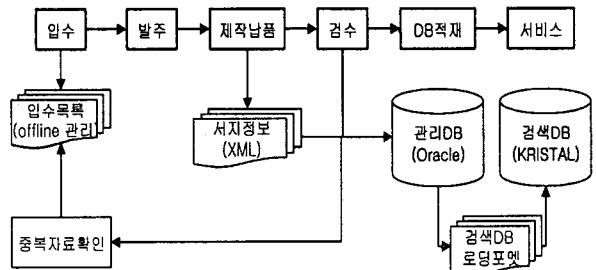 입수
발주
제작납품
검수
DB적재
서비스
입수목록
(offline 관리)
서지정보
(XML)
관리DB
(Oracle)
검색DB
(KRISTAL)
중복자료확인
검색DB
로딩포멧